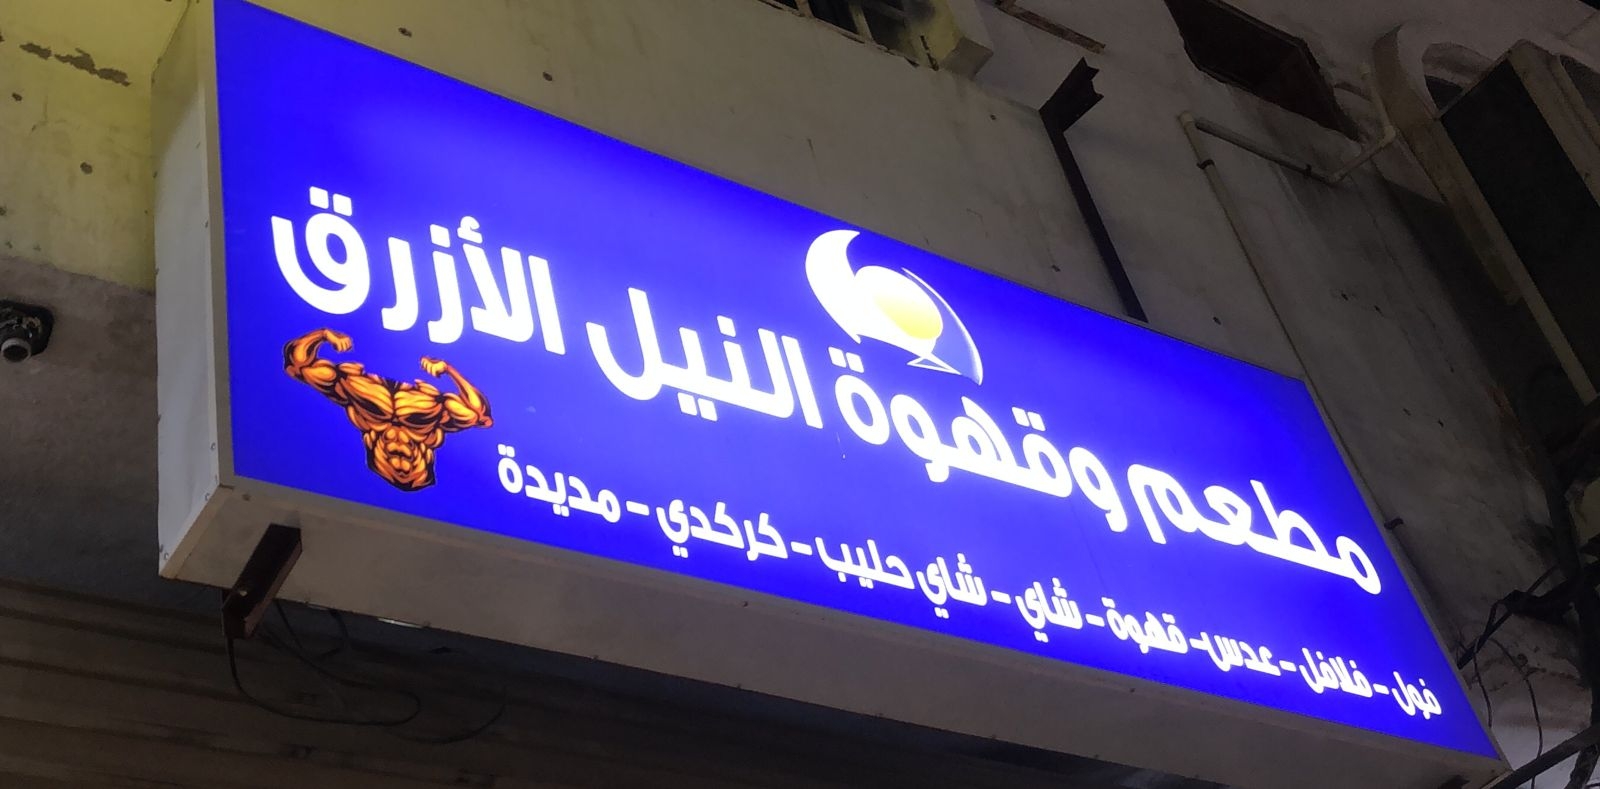 مطعم وقهوة النيل الأزرق
فول - فلافل - عدس - قهوة - شاي - شاي حليب - كركدي - مديدة